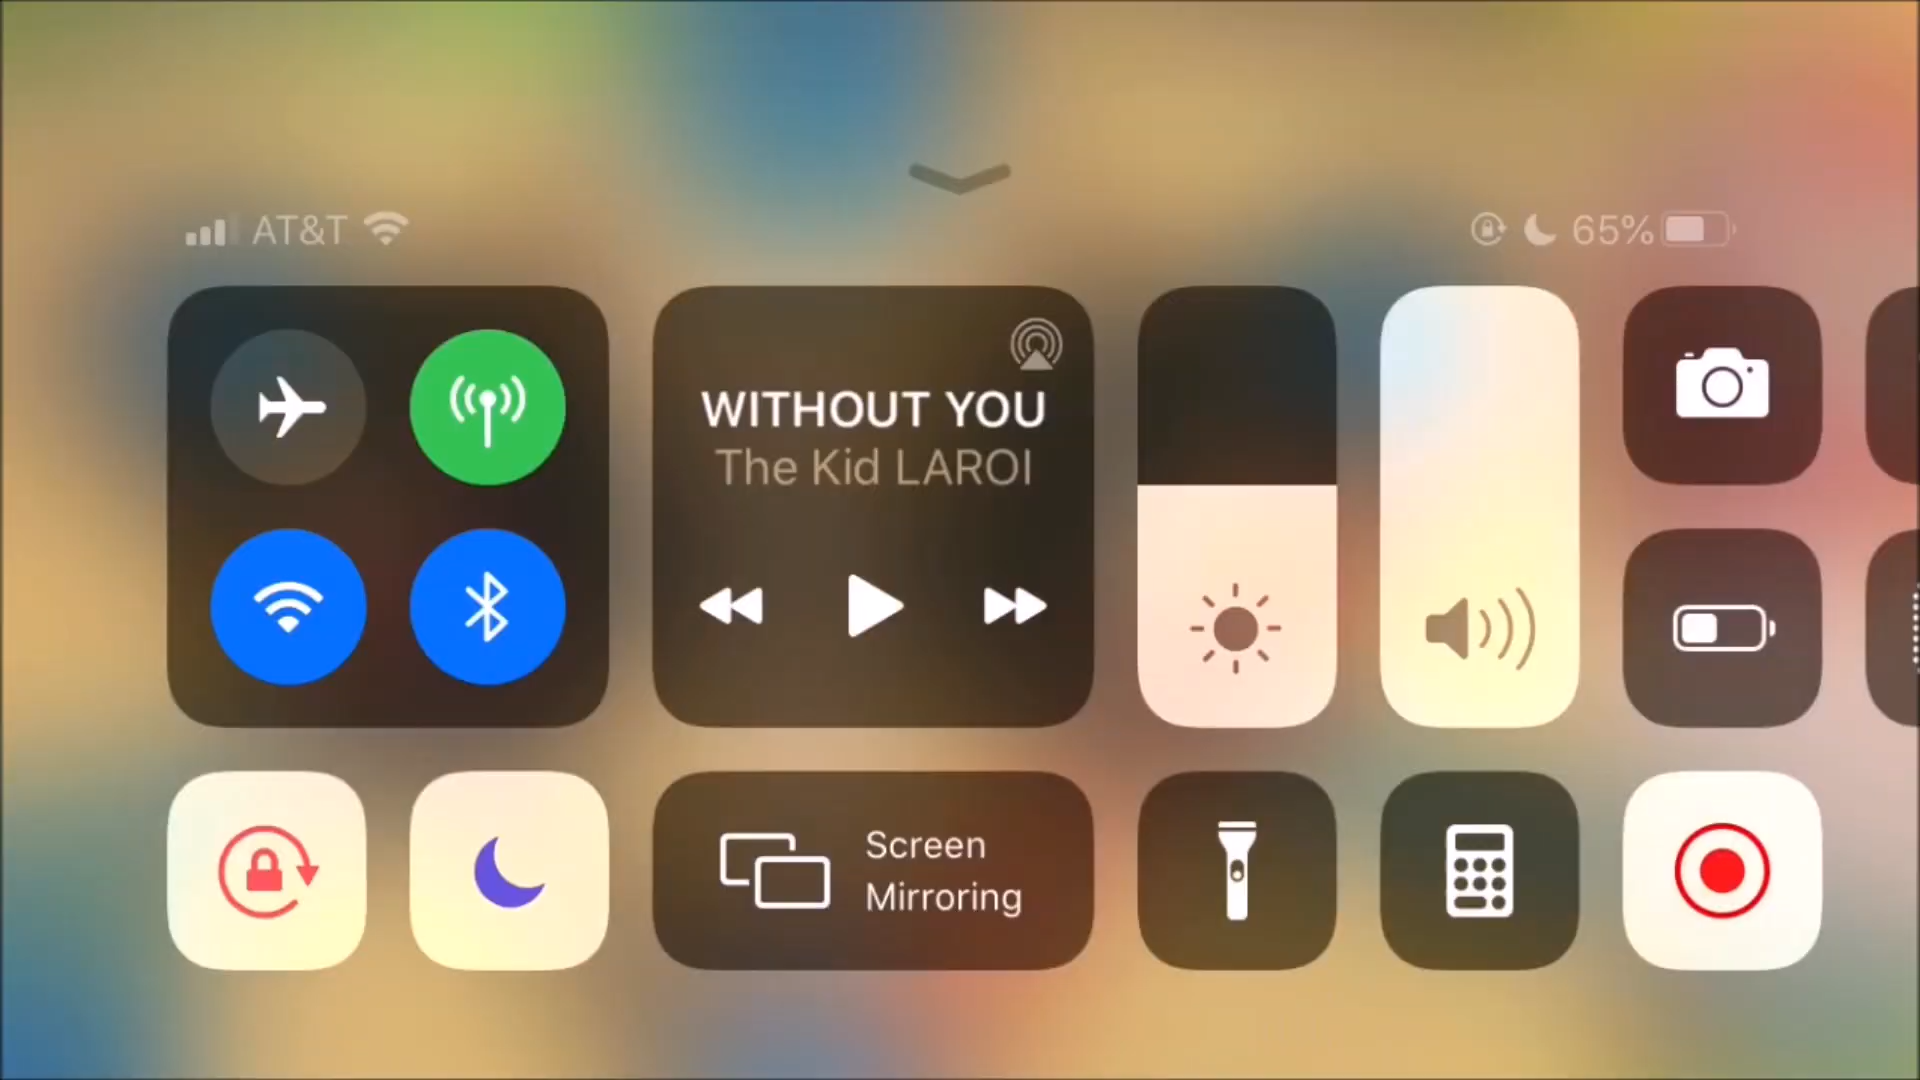 AT&T
65%
WITHOUT YOU
The Kid LAROI
Screen
Mirroring